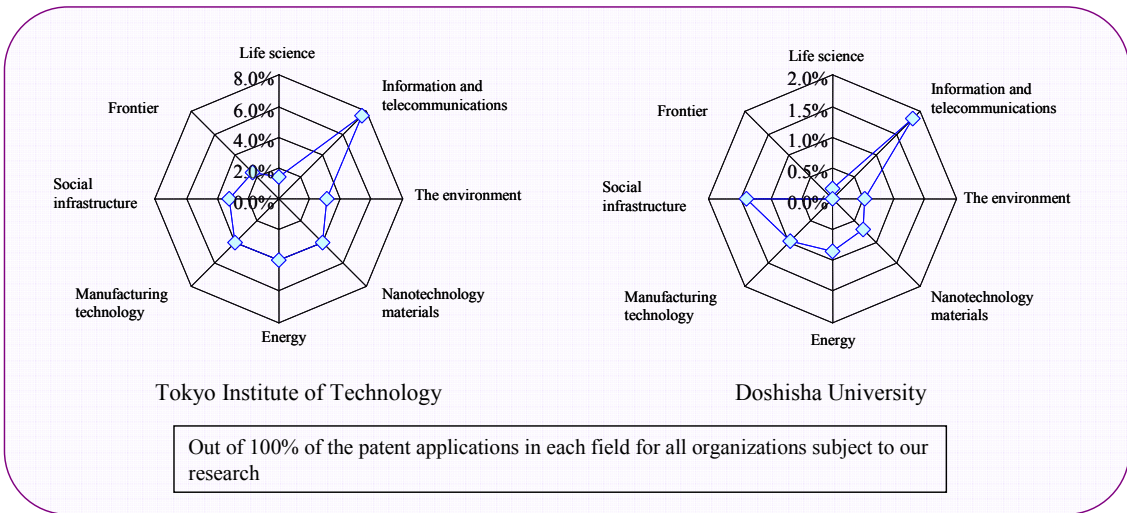 Life science
8.0%
6.0%
4.0%
2.0%
0.0%
Information and
telecommunications
The environment
Nanotechnology
materials
Energy
Manufacturing
technology
Social
infrastructure
Frontier
Tokyo Institute of Technology
Life science
2.0%
1.5%
1.0%
0.5%
0.0%
Information and
telecommunications
The environment
Nanotechnology
materials
Energy
Manufacturing
technology
Social
infrastructure
Frontier
Doshisha University
Out of 100% of the patent applications in each field for all organizations subject to our
research